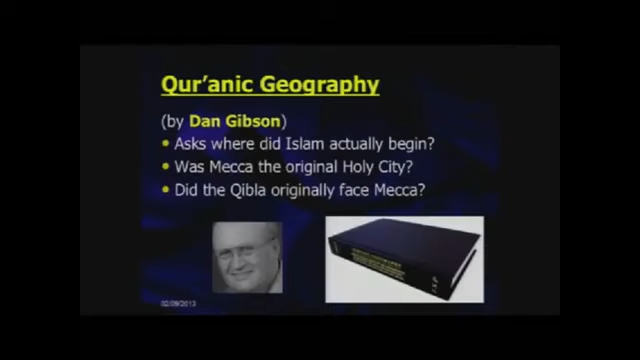 Qur'anic Geography
(by Dan Gibson)
• Asks where did Islam actually begin?
• Was Mecca the original Holy City?
• Did the Qibla originally face Mecca?
02/09/2013